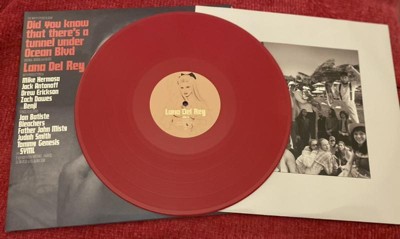 Did you know
that there's a
tunnel under
Ocean Blvd
Lana Del Rey
Mike Hermosa
Jack Antonoff
Drew Erickson
Zach Dawes
Benji
Jon Batiste
Bleachers
Father John Misty
Judah Smith
Tommy Genesis
SYML
Lana Del Rey